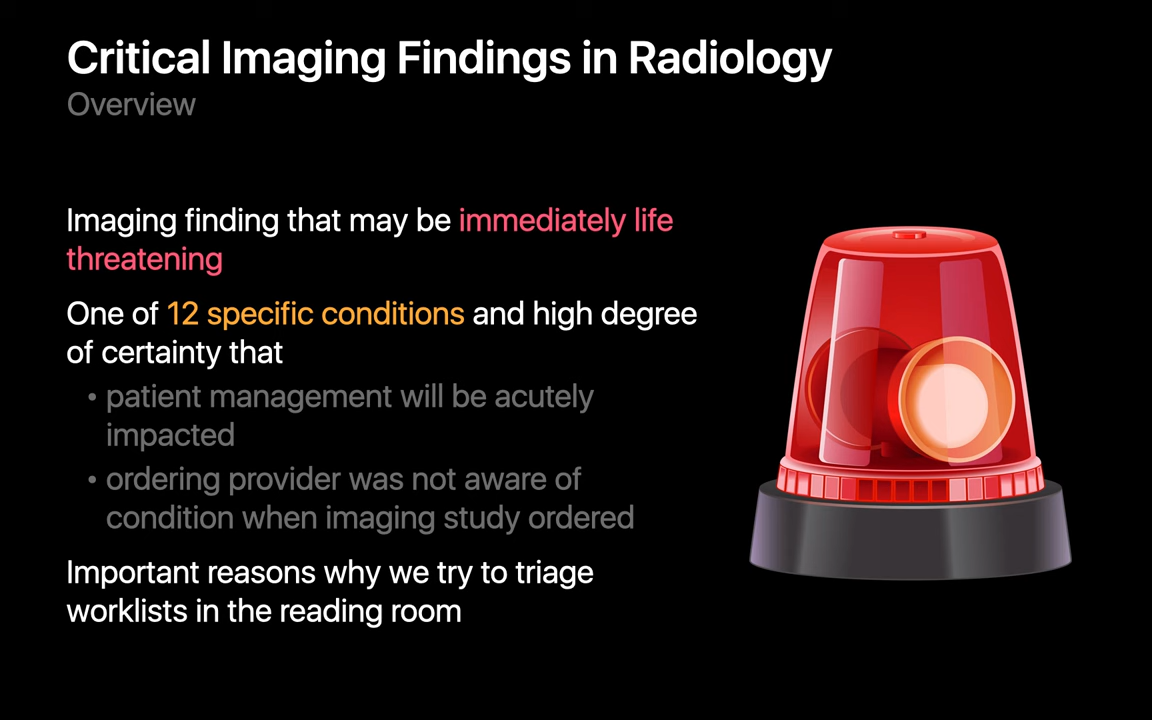 Critical Imaging Findings in Radiology
Overview
Imaging finding that may be immediately life
threatening
One of 12 specific conditions and high degree
of certainty that
• patient management will be acutely
impacted
• ordering provider was not aware of
condition when imaging study ordered
Important reasons why we try to triage
worklists in the reading room